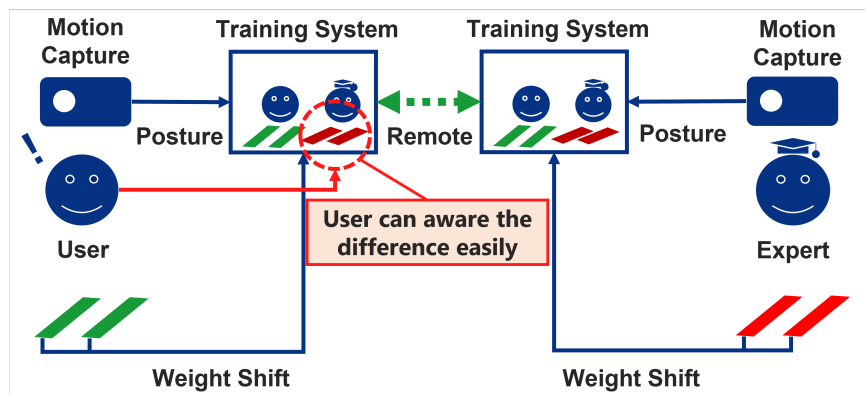 Motion
Capture
Training System
Training System
Motion
Capture
Posture
Remote
Posture
!
User
User can aware the
difference easily
Expert
Weight Shift
Weight Shift